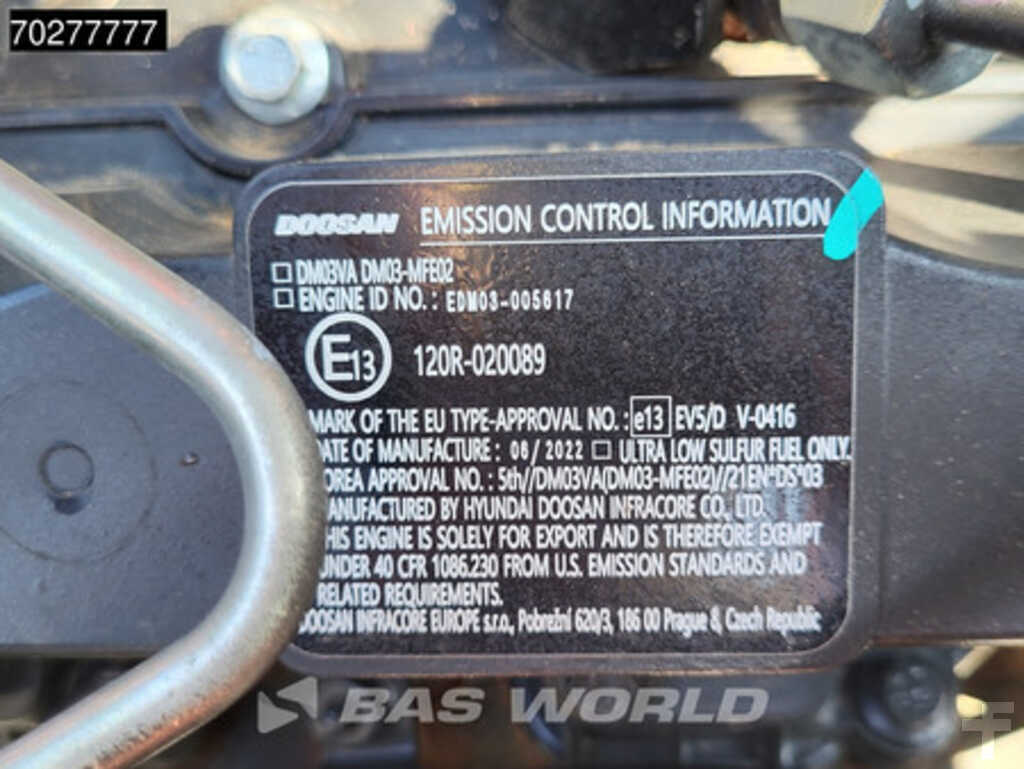 70277777
DOOSAN EMISSION CONTROL INFORMATION
☐ DM03VA DM03-MFE02
☐ ENGINE ID NO. : EDM03-005617
E13 120R-020089
MARK OF THE EU TYPE-APPROVAL NO. : e13 EV5/D V-0416
DATE OF MANUFACTURE : 06/2022 ☐ ULTRA LOW SULFUR FUEL ONLY.
KOREA APPROVAL NO. : 5th//DM03VA(DM03-MFE02)//21EN*DS*03
MANUFACTURED BY HYUNDAI DOOSAN INFRACORE CO., LTD.
THIS ENGINE IS SOLELY FOR EXPORT AND IS THEREFORE EXEMPT
UNDER 40 CFR 1086.230 FROM U.S. EMISSION STANDARDS AND
RELATED REQUIREMENTS.
DOOSAN INFRACORE EUROPE s.r.o., Pobrežní 620/3, 186 00 Prague 8, Czech Republic
BAS WORLD